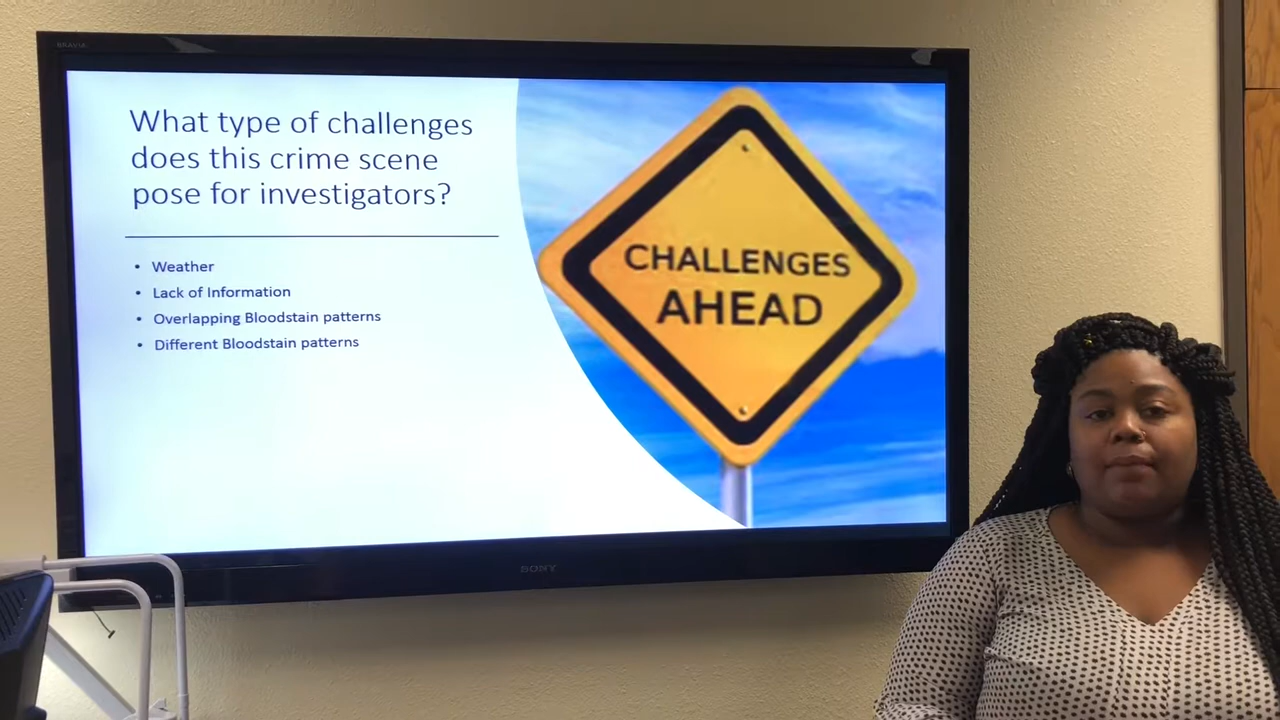 BRAVIA
What type of challenges
does this crime scene
pose for investigators?
• Weather
• Lack of Information
• Overlapping Bloodstain patterns
• Different Bloodstain patterns
CHALLENGES
AHEAD
SONY